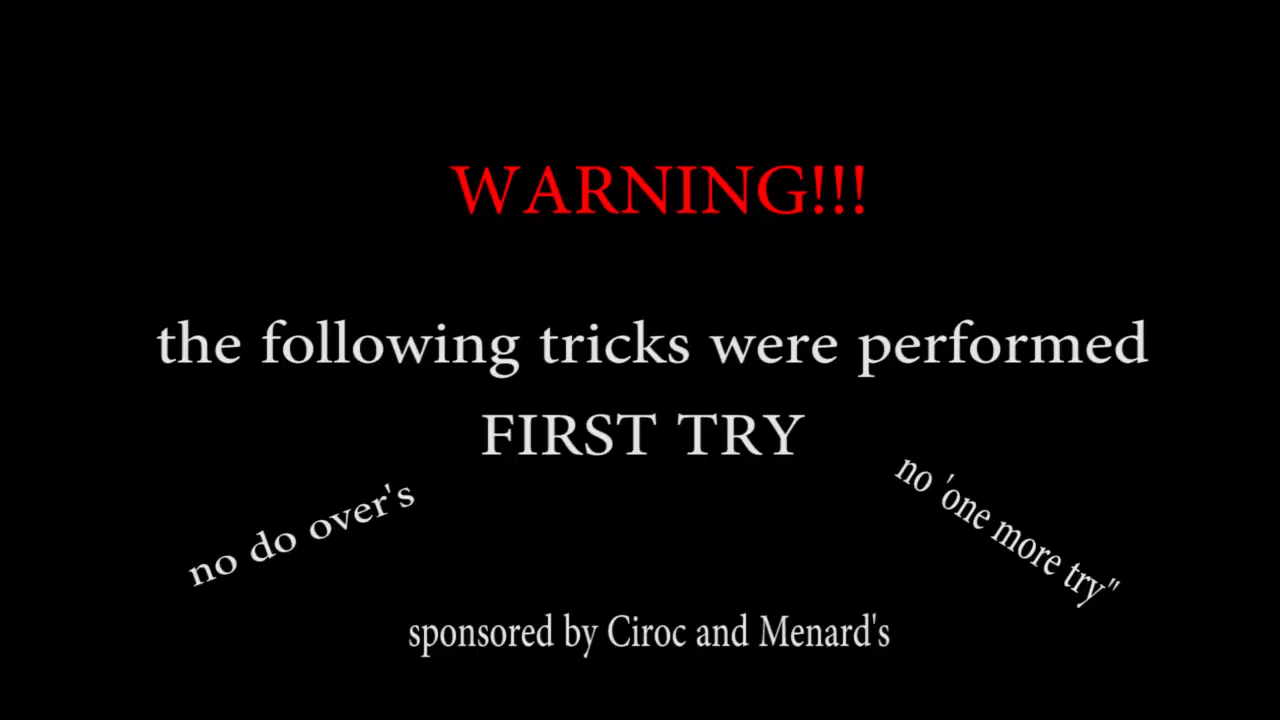 WARNING!!!
the following tricks were performed
FIRST TRY
no do over's
no 'one more try"
sponsored by Ciroc and Menard's